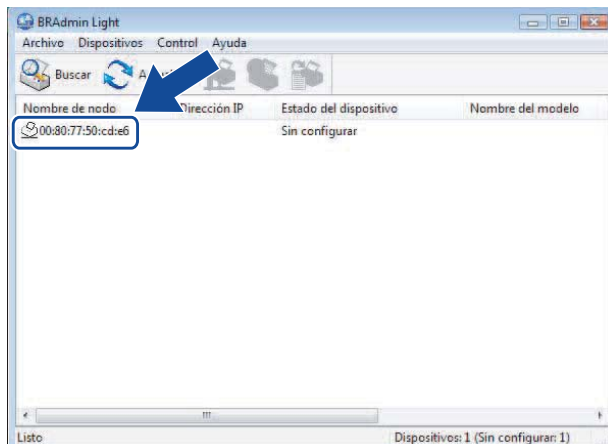 BRAdmin Light
Archivo Dispositivos Control Ayuda
Buscar
Nombre de nodo Dirección IP Estado del dispositivo Nombre del modelo
00:80:77:50:cd:e6 Sin configurar
Listo Dispositivos: 1 (Sin configurar: 1)